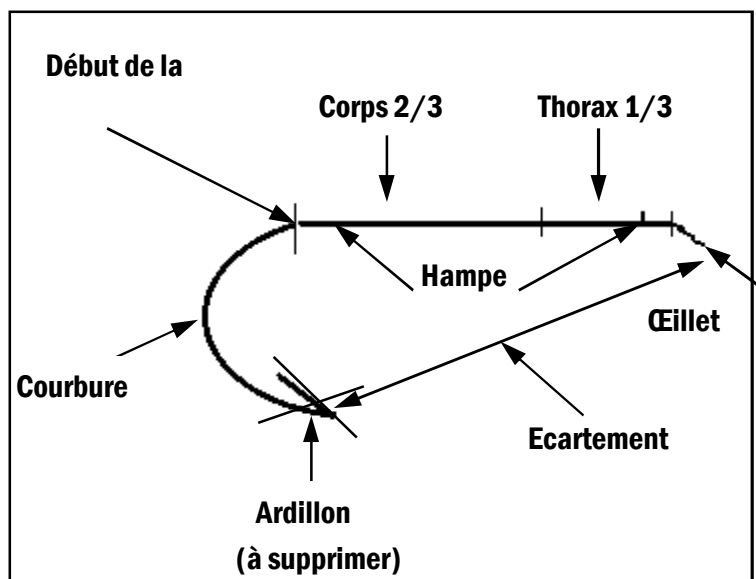 Début de la
Corps 2/3
Thorax 1/3
Hampe
Œillet
Courbure
Ecartement
Ardillon
(à supprimer)